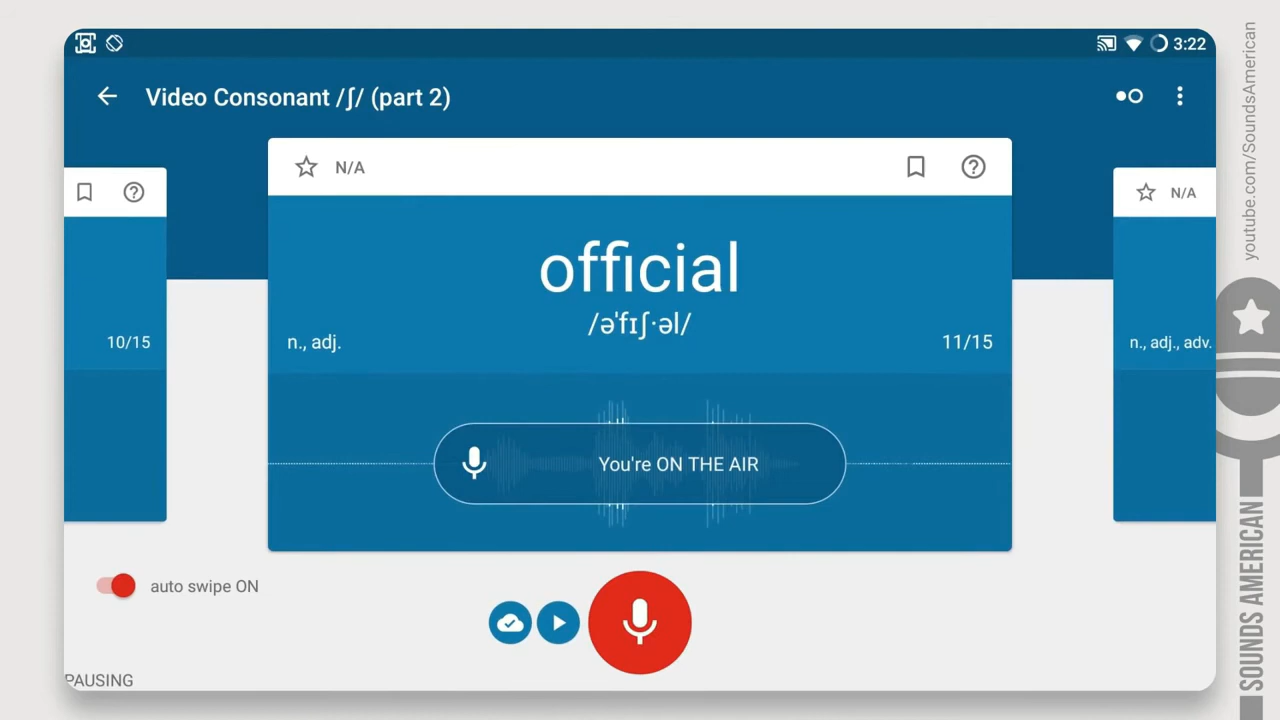 3:22
Video Consonant /ʃ/ (part 2)
N/A
N/A
official
/əˈfɪʃ·əl/
10/15
n., adj.
11/15
n., adj., adv.
You're ON THE AIR
auto swipe ON
PAUSING
youtube.com/SoundsAmerican
SOUNDS AMERICAN